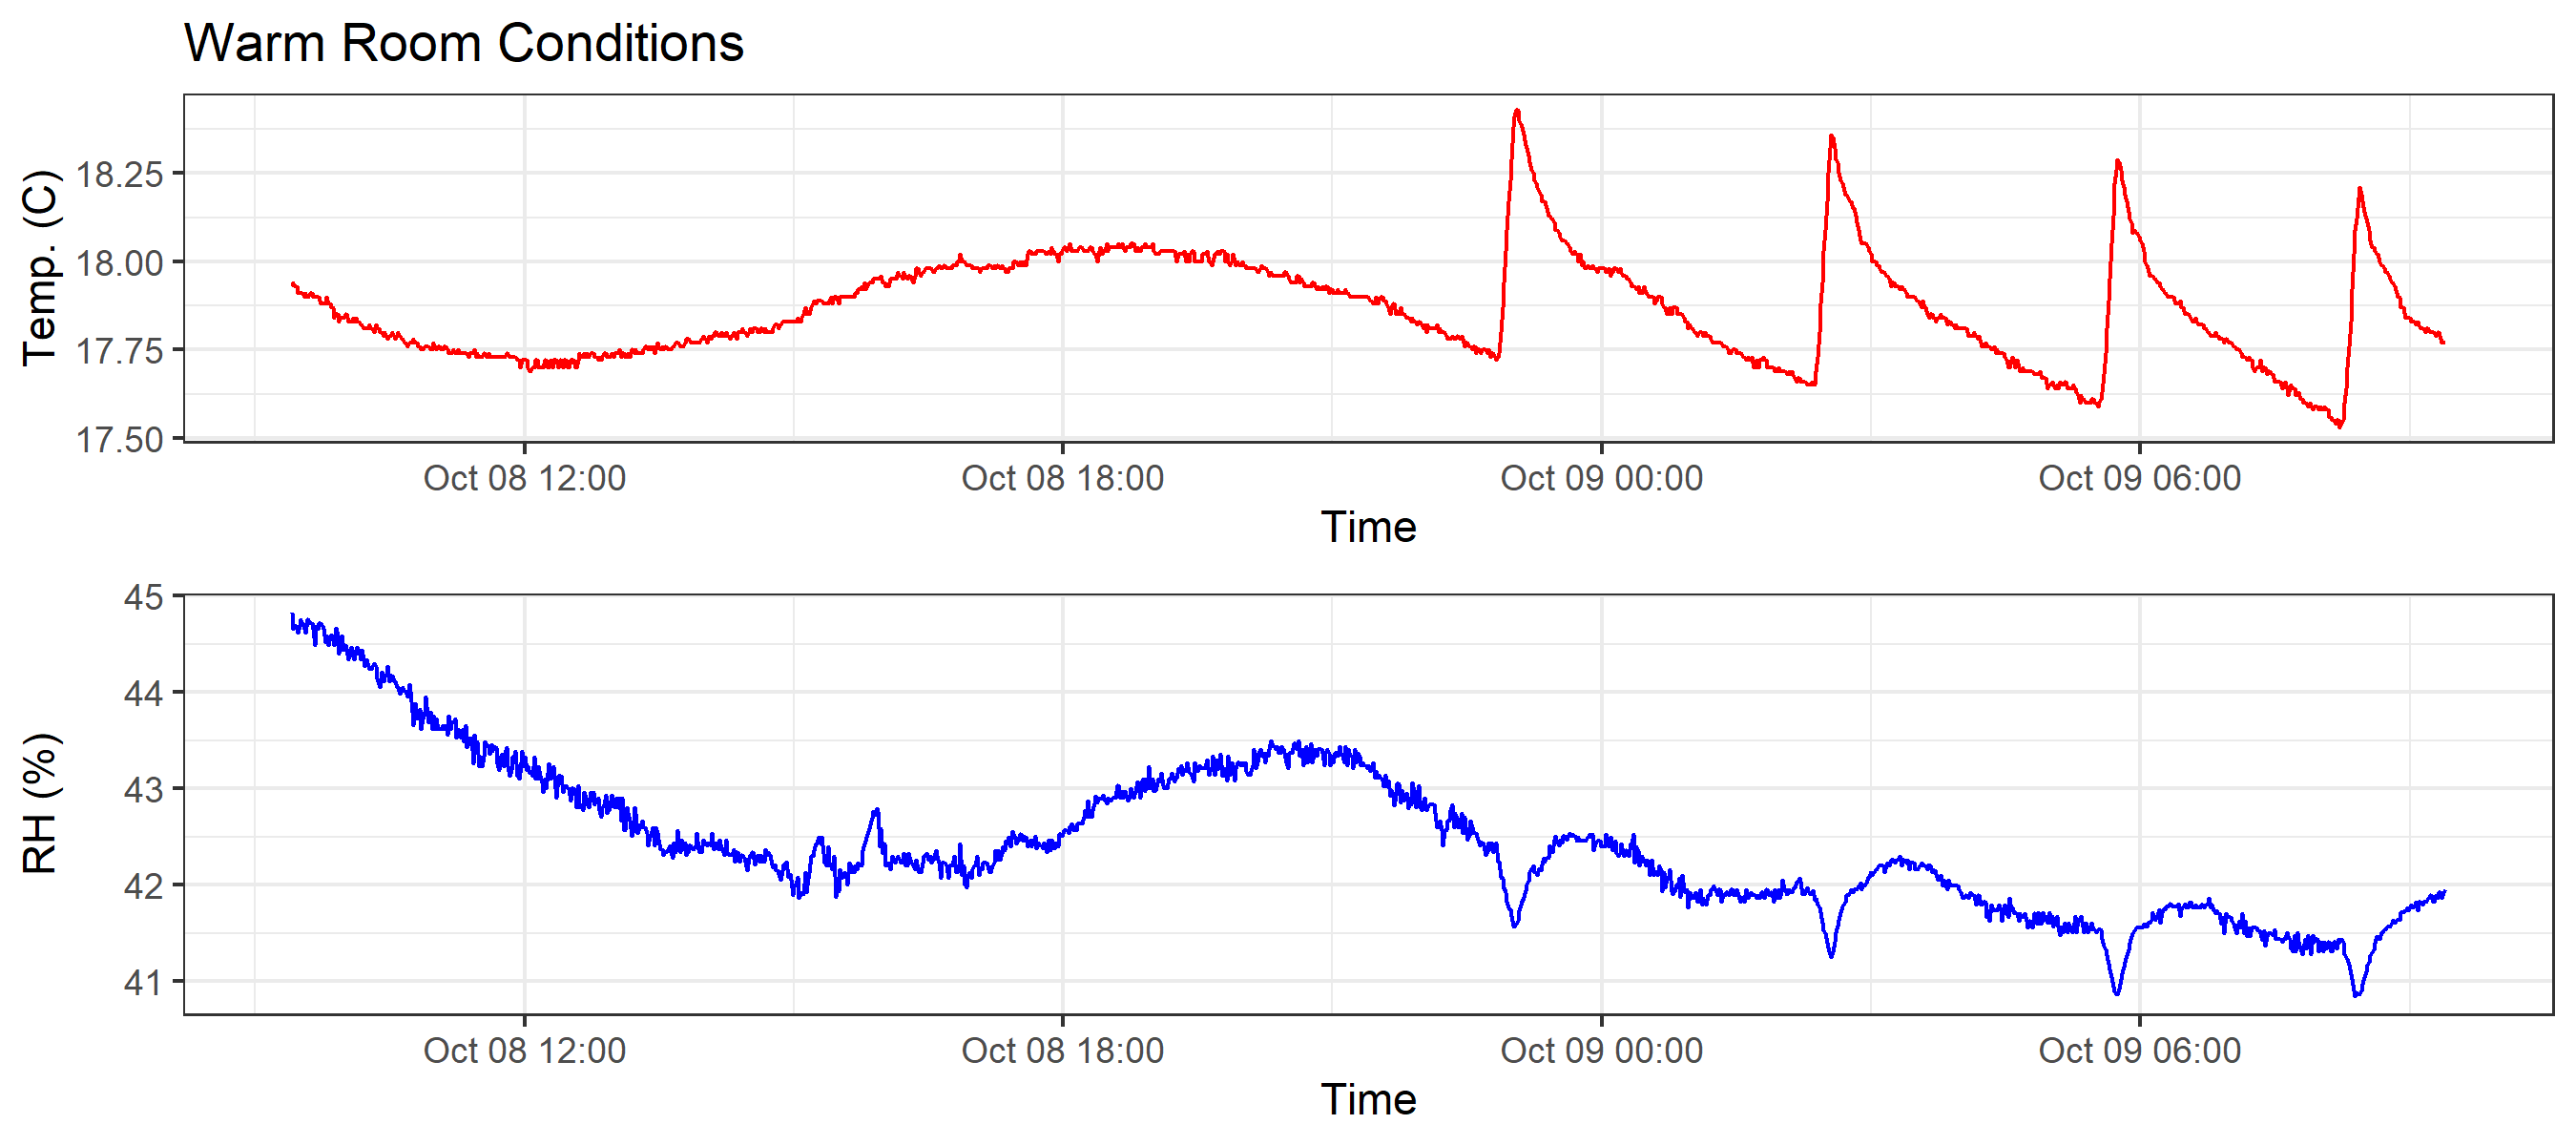 Warm Room Conditions
Temp. (C)
18.25
18.00
17.75
17.50
Oct 08 12:00 Oct 08 18:00 Oct 09 00:00 Oct 09 06:00
Time
RH (%)
45
44
43
42
41
Oct 08 12:00 Oct 08 18:00 Oct 09 00:00 Oct 09 06:00
Time